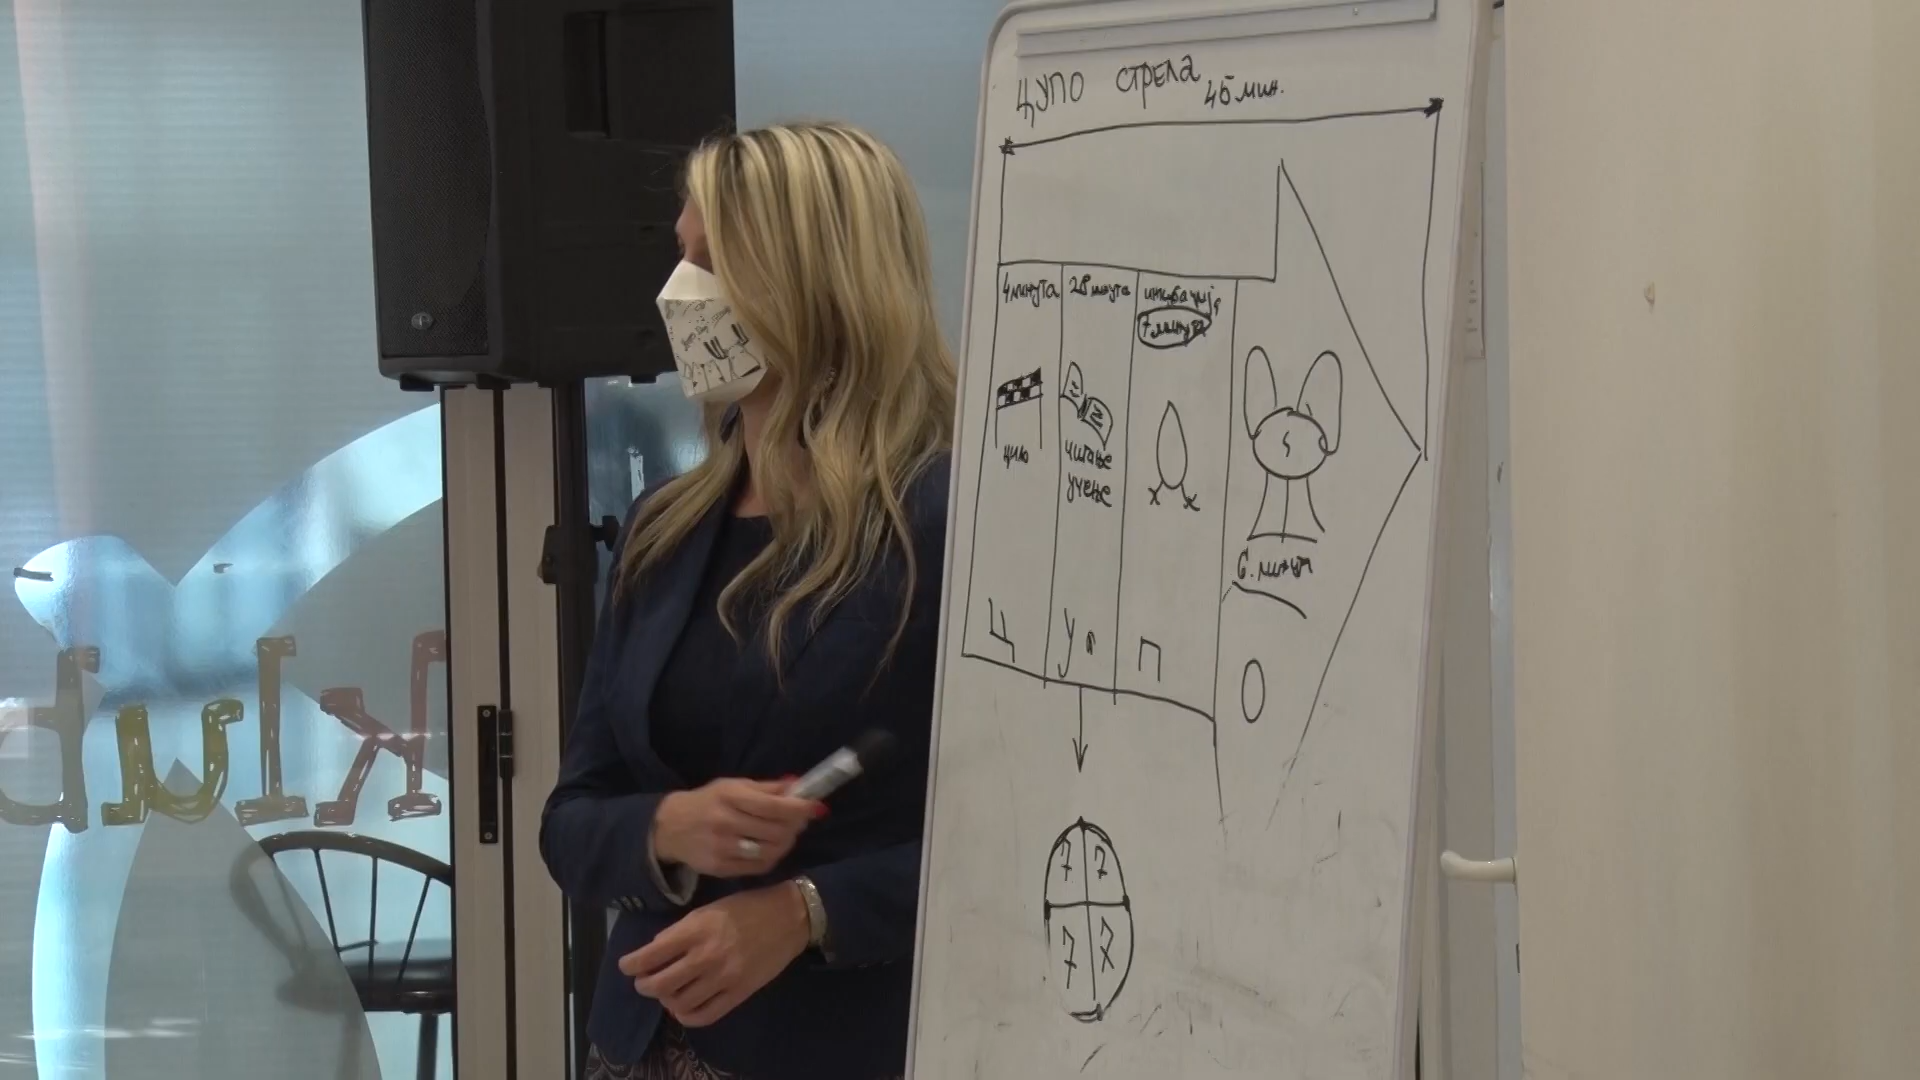 ЦУПО СТРЕЛА
45 мин.
4 минута
28 минута
инкубација
7 минута
циљ
читање
учење
6. минута
Ц
У
П
О
7 7
7 7
klub